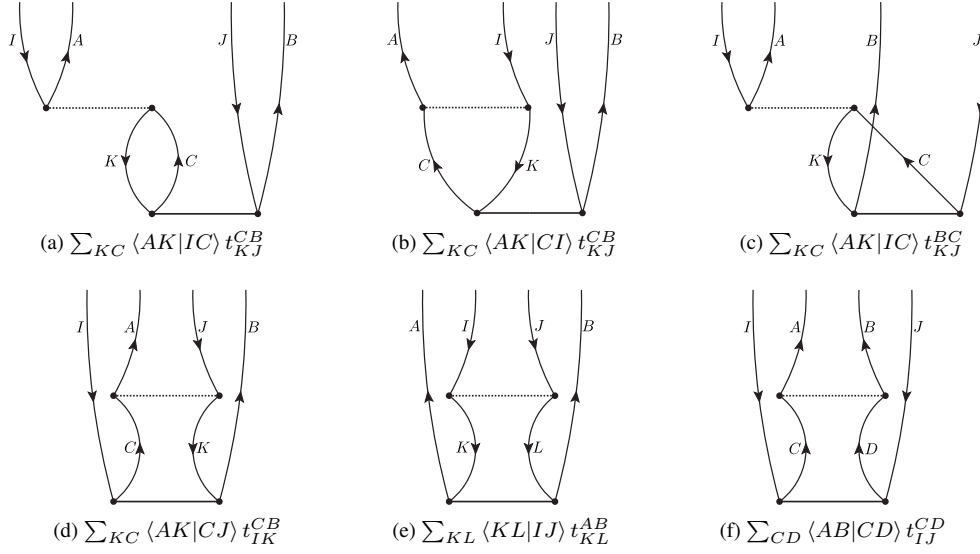 I A J B
K C
(a) ∑_{KC} ⟨AK|IC⟩ t_{KJ}^{CB}
A I J B
C K
(b) ∑_{KC} ⟨AK|CI⟩ t_{KJ}^{CB}
I A B J
K C
(c) ∑_{KC} ⟨AK|IC⟩ t_{KJ}^{BC}
I A J B
C K
(d) ∑_{KC} ⟨AK|CJ⟩ t_{IK}^{CB}
A I J B
K L
(e) ∑_{KL} ⟨KL|IJ⟩ t_{KL}^{AB}
I A B J
C D
(f) ∑_{CD} ⟨AB|CD⟩ t_{IJ}^{CD}